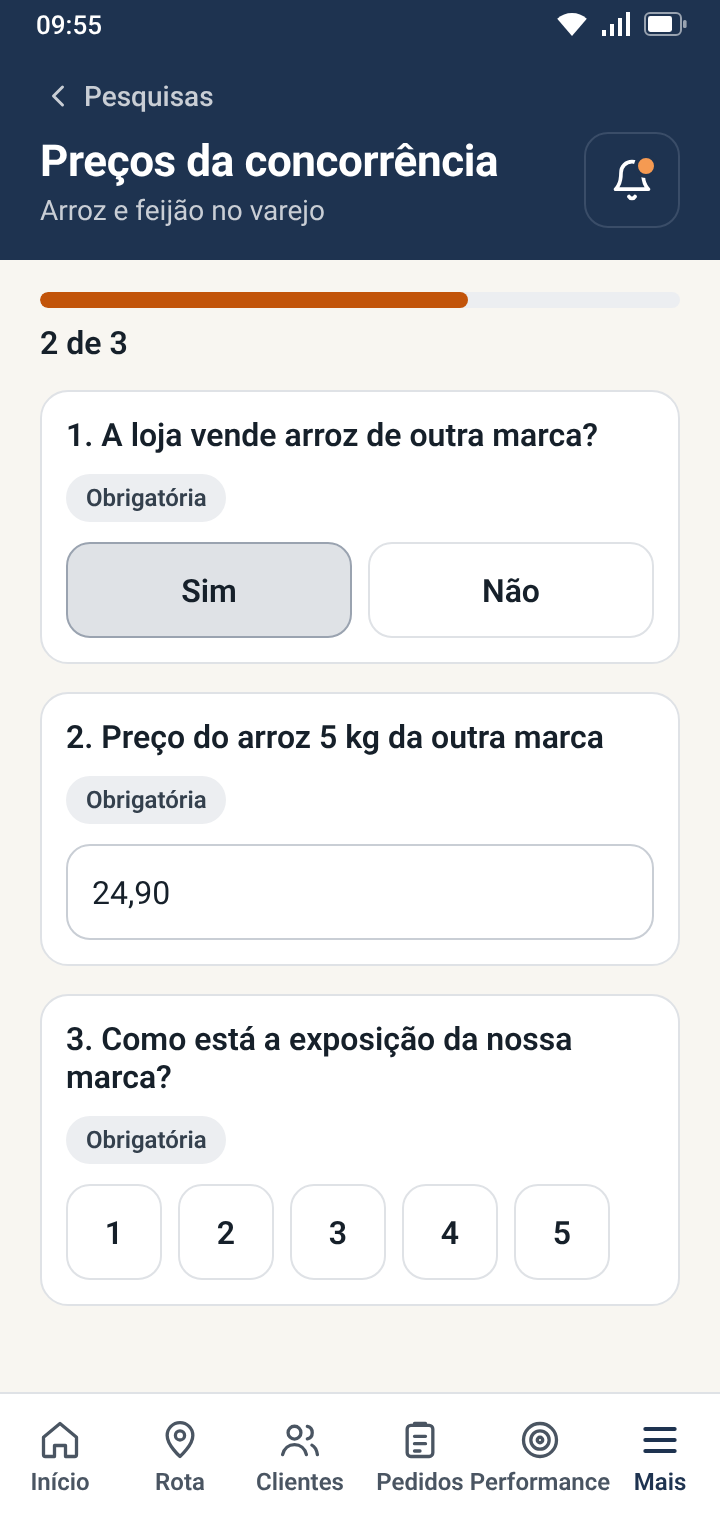 09:55
Pesquisas
Preços da concorrência
Arroz e feijão no varejo
2 de 3
1. A loja vende arroz de outra marca?
Obrigatória
Sim Não
2. Preço do arroz 5 kg da outra marca
Obrigatória
24,90
3. Como está a exposição da nossa
marca?
Obrigatória
1 2 3 4 5
Início Rota Clientes Pedidos Performance Mais